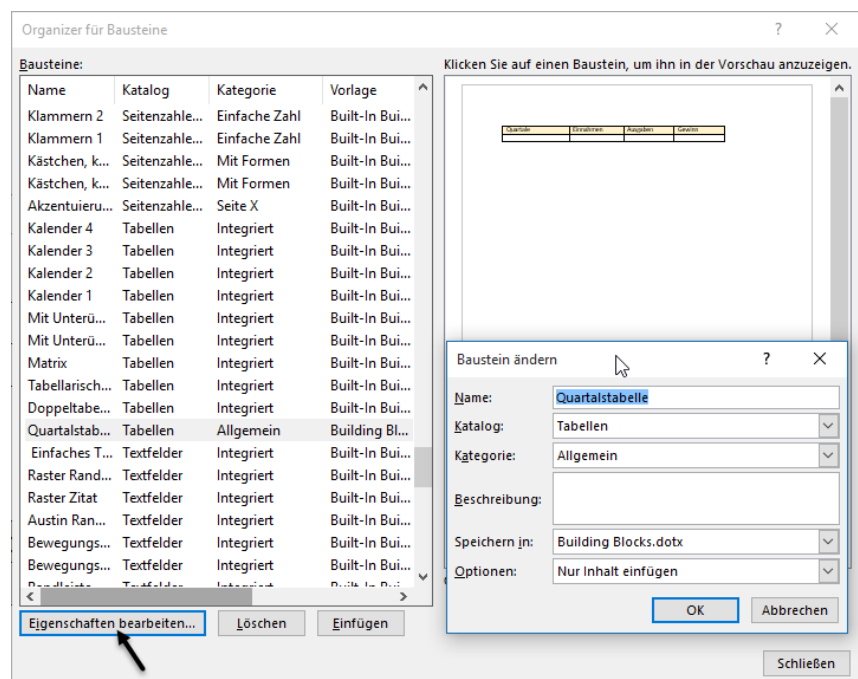 Organizer für Bausteine ?
Bausteine: Klicken Sie auf einen Baustein, um ihn in der Vorschau anzuzeigen.
Name Katalog Kategorie Vorlage
Klammern 2 Seitenzahle... Einfache Zahl Built-In Bui...
Klammern 1 Seitenzahle... Einfache Zahl Built-In Bui...
Kästchen, k... Seitenzahle... Mit Formen Built-In Bui...
Kästchen, k... Seitenzahle... Mit Formen Built-In Bui...
Akzentuieru... Seitenzahle... Seite X Built-In Bui...
Kalender 4 Tabellen Integriert Built-In Bui...
Kalender 3 Tabellen Integriert Built-In Bui...
Kalender 2 Tabellen Integriert Built-In Bui...
Kalender 1 Tabellen Integriert Built-In Bui...
Mit Unterü... Tabellen Integriert Built-In Bui...
Mit Unterü... Tabellen Integriert Built-In Bui...
Matrix Tabellen Integriert Built-In Bui...
Tabellarisch... Tabellen Integriert Built-In Bui...
Doppeltabe... Tabellen Integriert Built-In Bui...
Quartalstab... Tabellen Allgemein Building Bl...
Einfaches T... Textfelder Integriert Built-In Bui...
Raster Rand... Textfelder Integriert Built-In Bui...
Raster Zitat Textfelder Integriert Built-In Bui...
Austin Ran... Textfelder Integriert Built-In Bui...
Bewegungs... Textfelder Integriert Built-In Bui...
Bewegungs... Textfelder Integriert Built-In Bui...
Eigenschaften bearbeiten... Löschen Einfügen
Quartale Einnahmen Ausgaben Gewinn
Baustein ändern ?
Name: Quartalstabelle
Katalog: Tabellen
Kategorie: Allgemein
Beschreibung:
Speichern in: Building Blocks.dotx
Optionen: Nur Inhalt einfügen
OK Abbrechen
Schließen